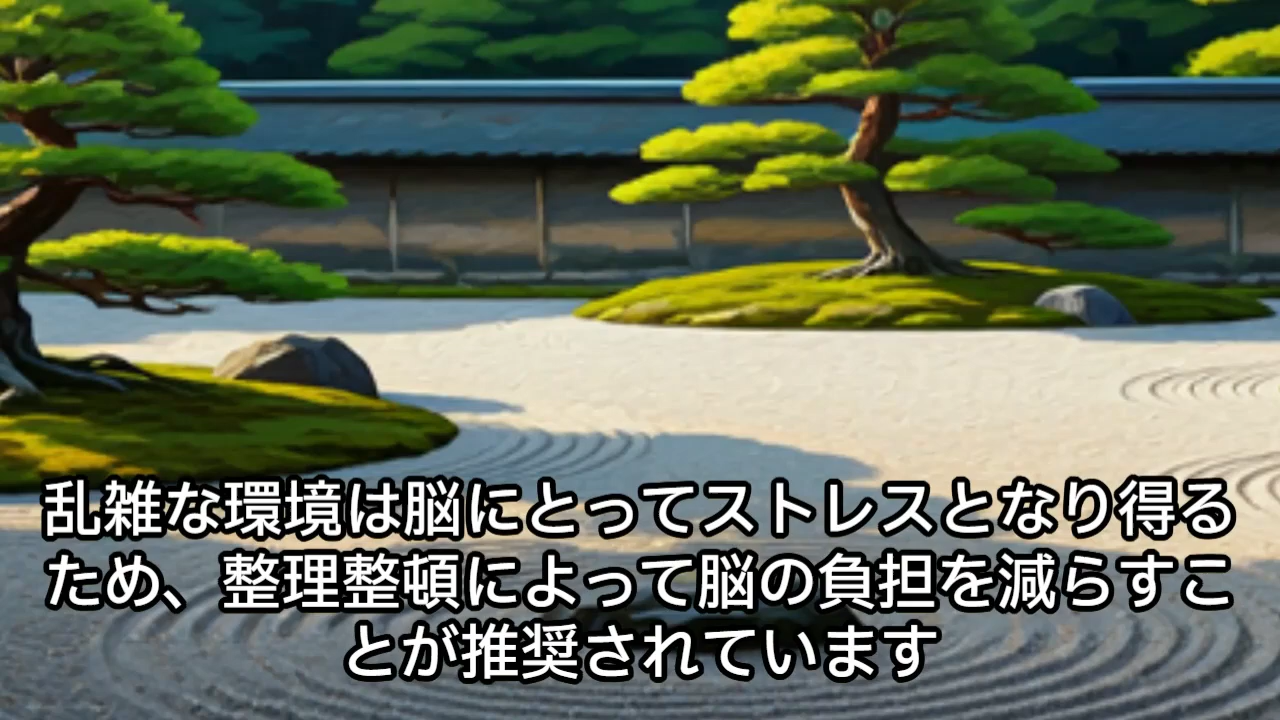 乱雑な環境は脳にとってストレスとなり得る
ため、整理整頓によって脳の負担を減らすこ
とが推奨されています